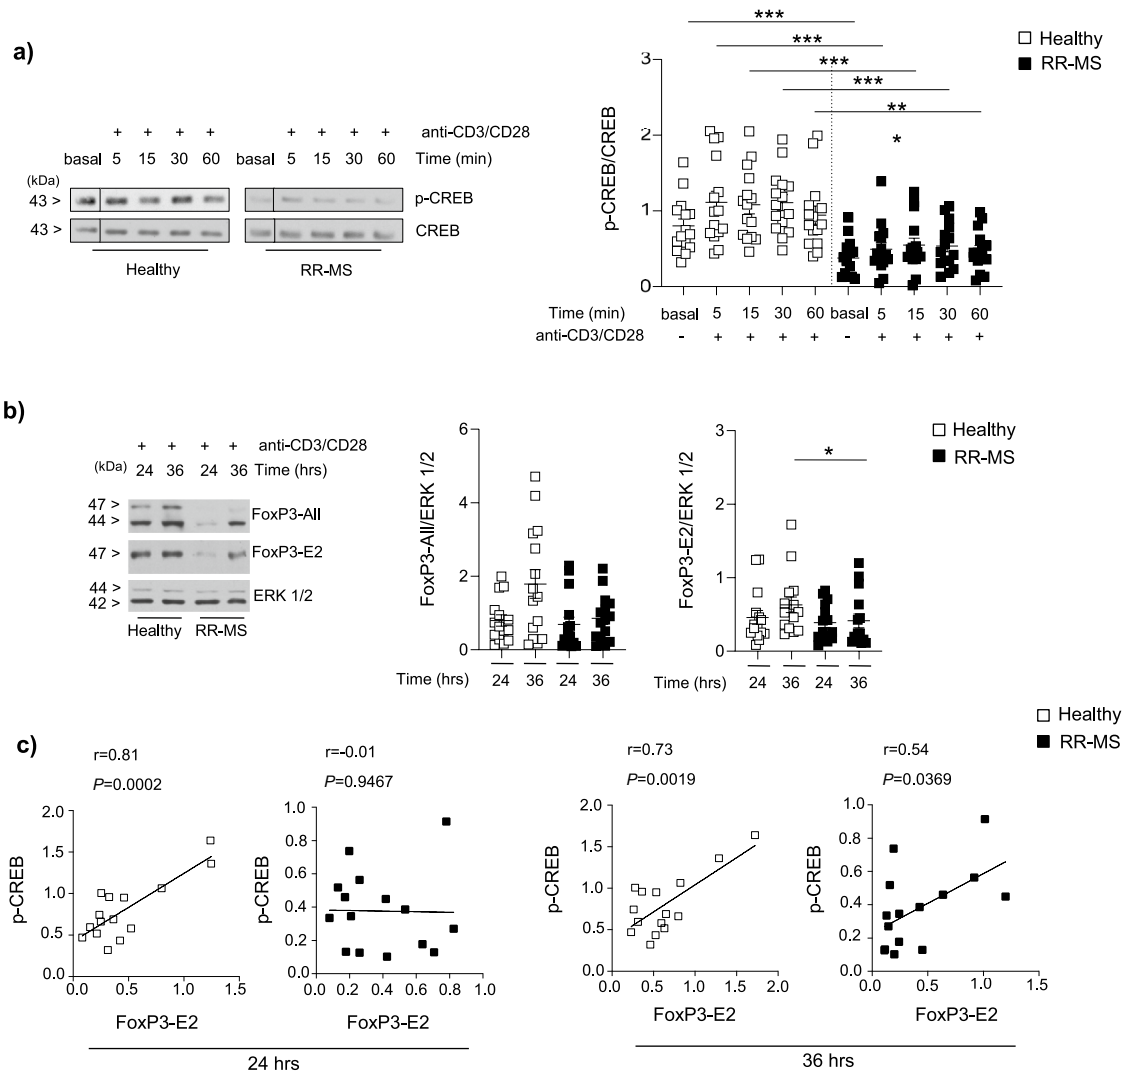 a)
anti-CD3/CD28
+ + + +
+ + + +
basal 5 15 30 60
basal 5 15 30 60
Time (min)
(kDa)
43 >
p-CREB
43 >
CREB
Healthy
RR-MS
***
***
***
***
**
*
Healthy
RR-MS
p-CREB/CREB
3
2
1
0
Time (min) basal 5 15 30 60 basal 5 15 30 60
anti-CD3/CD28 - + + + + - + + + +
b)
+ + + + anti-CD3/CD28
(kDa) 24 36 24 36 Time (hrs)
47 >
44 >
FoxP3-All
47 >
FoxP3-E2
44 >
42 >
ERK 1/2
Healthy RR-MS
FoxP3-All/ERK 1/2
6
4
2
0
Time (hrs) 24 36 24 36
FoxP3-E2/ERK 1/2
3
2
1
0
*
Time (hrs) 24 36 24 36
Healthy
RR-MS
c)
Healthy
RR-MS
r=0.81
P=0.0002
p-CREB
2.0
1.5
1.0
0.5
0.0
0.0 0.5 1.0 1.5
FoxP3-E2
r=-0.01
P=0.9467
p-CREB
1.0
0.8
0.6
0.4
0.2
0.0
0.0 0.2 0.4 0.6 0.8 1.0
FoxP3-E2
24 hrs
r=0.73
P=0.0019
p-CREB
2.0
1.5
1.0
0.5
0.0
0.0 0.5 1.0 1.5 2.0
FoxP3-E2
r=0.54
P=0.0369
p-CREB
1.0
0.8
0.6
0.4
0.2
0.0
0.0 0.5 1.0 1.5
FoxP3-E2
36 hrs